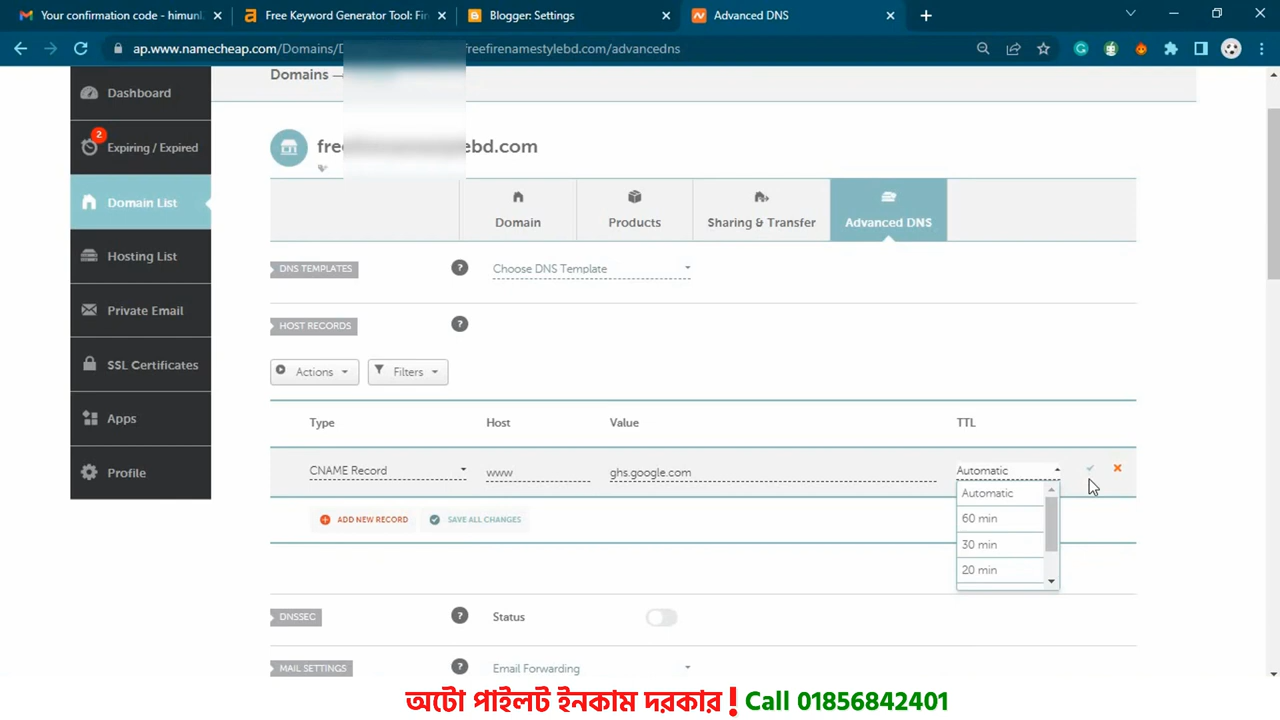 Your confirmation code - himun
Free Keyword Generator Tool: Fin
Blogger: Settings
Advanced DNS
ap.www.namecheap.com/Domains/D
freefirenamestylebd.com/advancedns
Domains
Dashboard
2
Expiring / Expired
Domain List
Hosting List
Private Email
SSL Certificates
Apps
Profile
ebd.com
Domain
Products
Sharing & Transfer
Advanced DNS
DNS TEMPLATES
?
Choose DNS Template
HOST RECORDS
?
Actions
Filters
Type
Host
Value
TTL
CNAME Record
www
ghs.google.com
Automatic
Automatic
60 min
30 min
20 min
ADD NEW RECORD
SAVE ALL CHANGES
DNSSEC
?
Status
MAIL SETTINGS
?
Email Forwarding
অটো পাইলট ইনকাম দরকার❗Call 01856842401